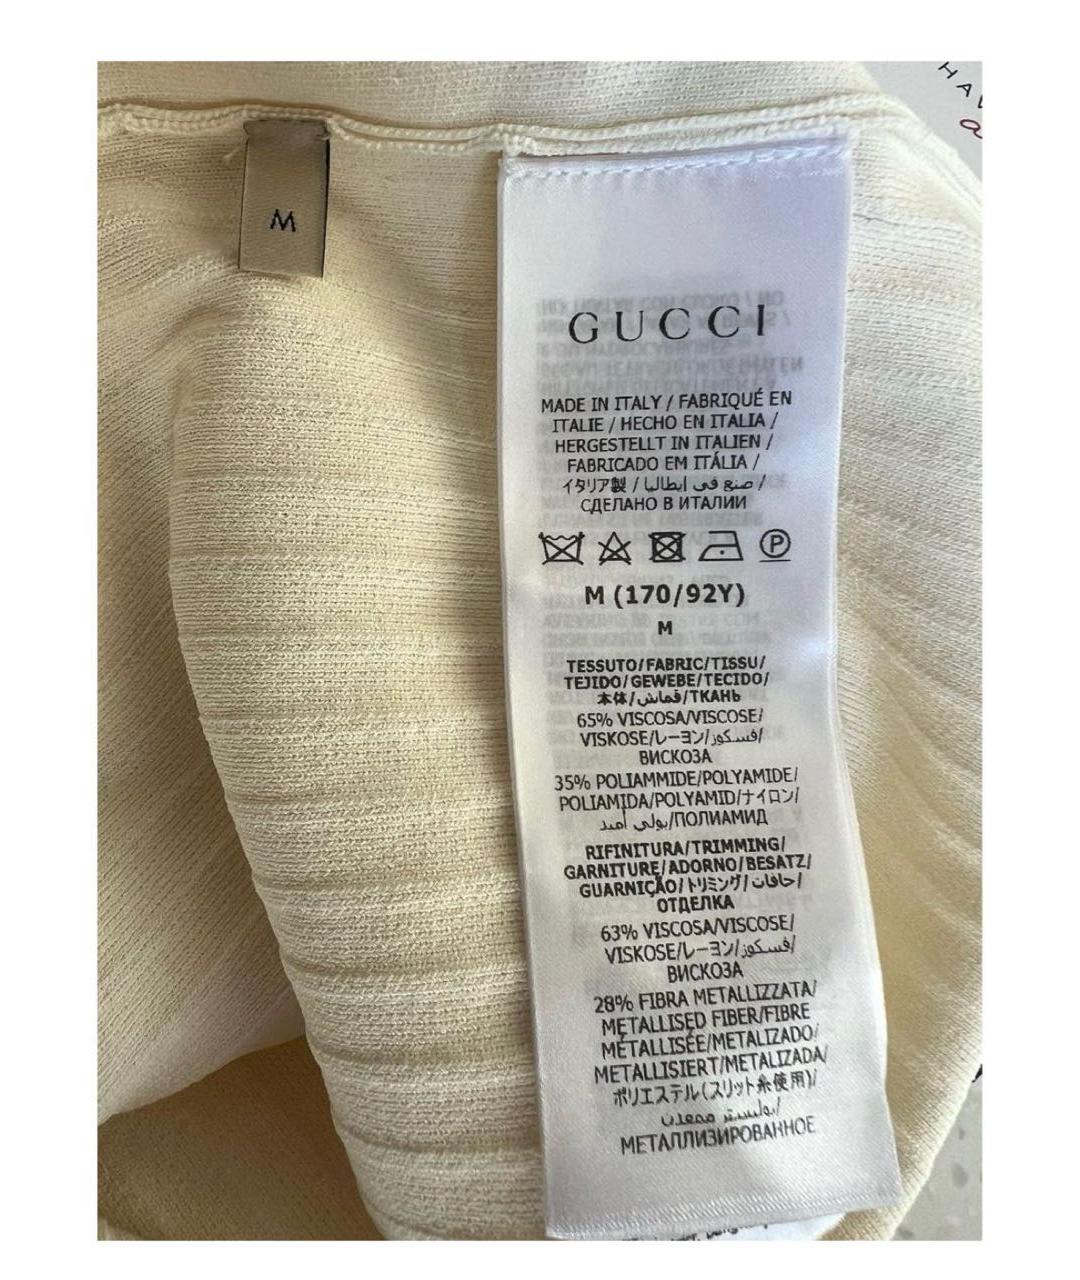 HAV
M
GUCCI
MADE IN ITALY / FABRIQUÉ EN
ITALIE / HECHO EN ITALIA /
HERGESTELLT IN ITALIEN /
FABRICADO EM ITÁLIA /
イタリア製 / صنع في ايطاليا /
СДЕЛАНО В ИТАЛИИ
P
M (170/92Y)
M
TESSUTO/FABRIC/TISSU/
TEJIDO/GEWEBE/TECIDO/
本体/قماش/ТКАНЬ
65% VISCOSA/VISCOSE/
VISKOSE/レーヨン/فسكوز/
ВИСКОЗА
35% POLIAMMIDE/POLYAMIDE/
POLIAMIDA/POLYAMID/ナイロン/
بولي أميد/ПОЛИАМИД
RIFINITURA/TRIMMING/
GARNITURE/ADORNO/BESATZ/
GUARNIÇÃO/トリミング/حافات/
ОТДЕЛКА
63% VISCOSA/VISCOSE/
VISKOSE/レーヨン/فسكوز/
ВИСКОЗА
28% FIBRA METALLIZZATA/
METALLISED FIBER/FIBRE
MÉTALLISÉE/METALIZADO/
METALLISIERT/METALIZADA/
ポリエステル(スリット糸使用)/
بوليستر ممعدن/
МЕТАЛЛИЗИРОВАННОЕ